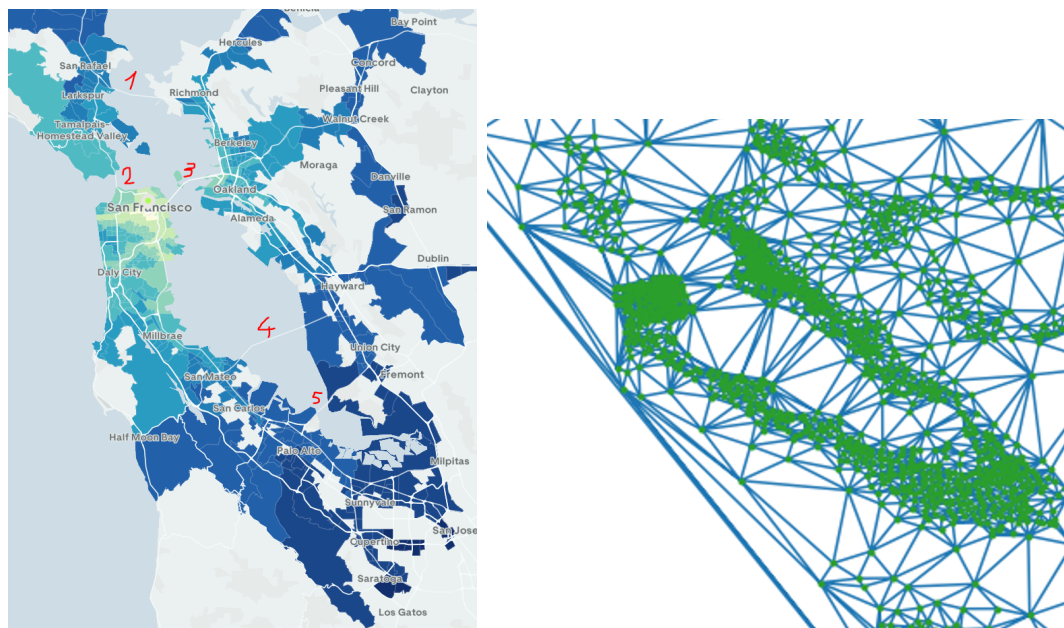 Benicia
Bay Point
Hercules
Concord
San Rafael
1
Pleasant Hill
Clayton
Richmond
Larkspur
Walnut Creek
Tamalpais-
Homestead Valley
Berkeley
Moraga
2
3
Danville
Oakland
San Francisco
San Ramon
Alameda
Dublin
Daly City
Hayward
4
Millbrae
Union City
San Mateo
Fremont
5
San Carlos
Half Moon Bay
Palo Alto
Milpitas
Sunnyvale
San Jose
Cupertino
Saratoga
Los Gatos